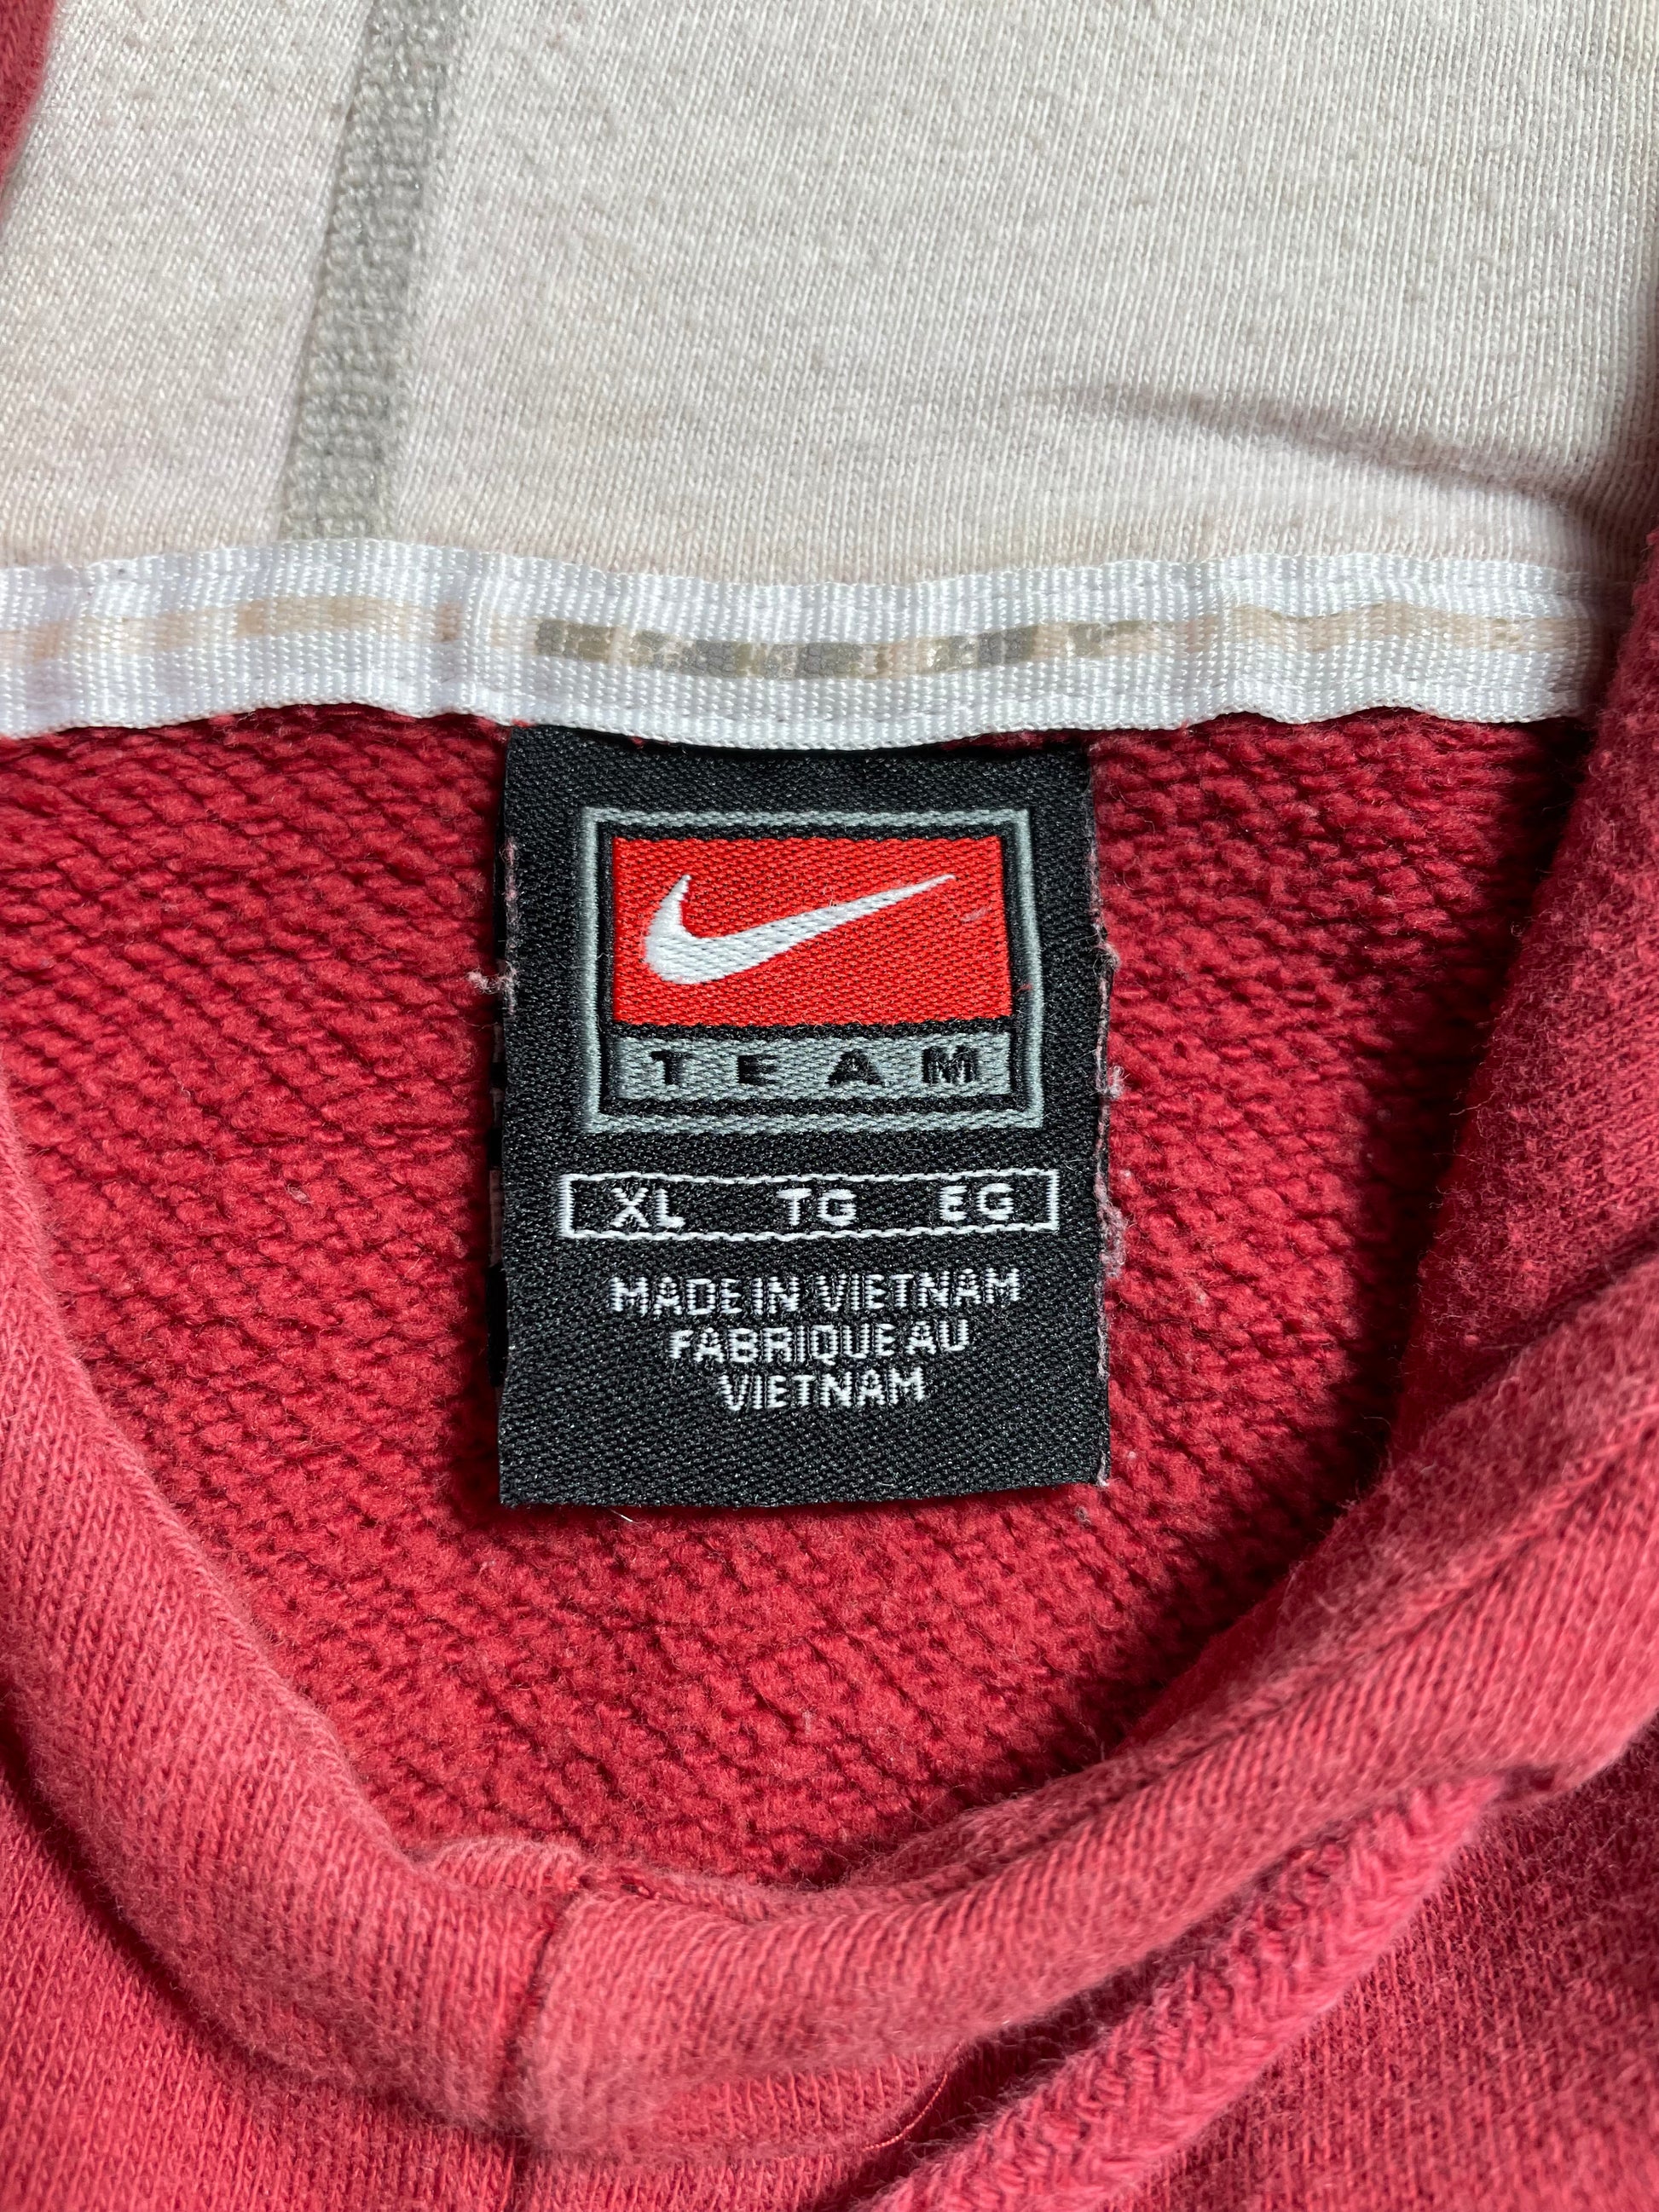 TEAM
XL TG EG
MADE IN VIETNAM
FABRIQUE AU
VIETNAM